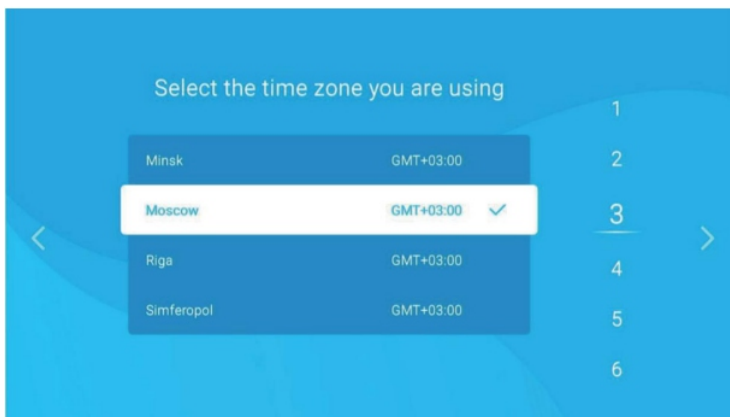 Select the time zone you are using
Minsk GMT+03:00
Moscow GMT+03:00
Riga GMT+03:00
Simferopol GMT+03:00
1
2
3
4
5
6